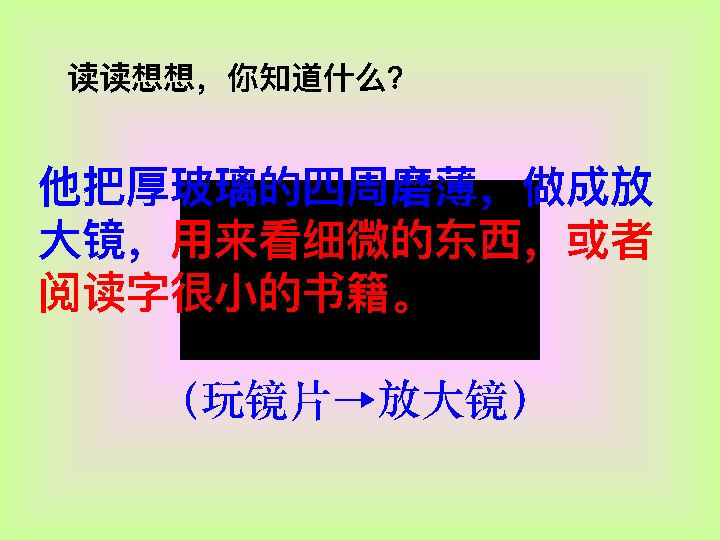 读读想想，你知道什么？
他把厚玻璃的四周磨薄，做成放
大镜，用来看细微的东西，或者
阅读字很小的书籍。
（玩镜片→放大镜）